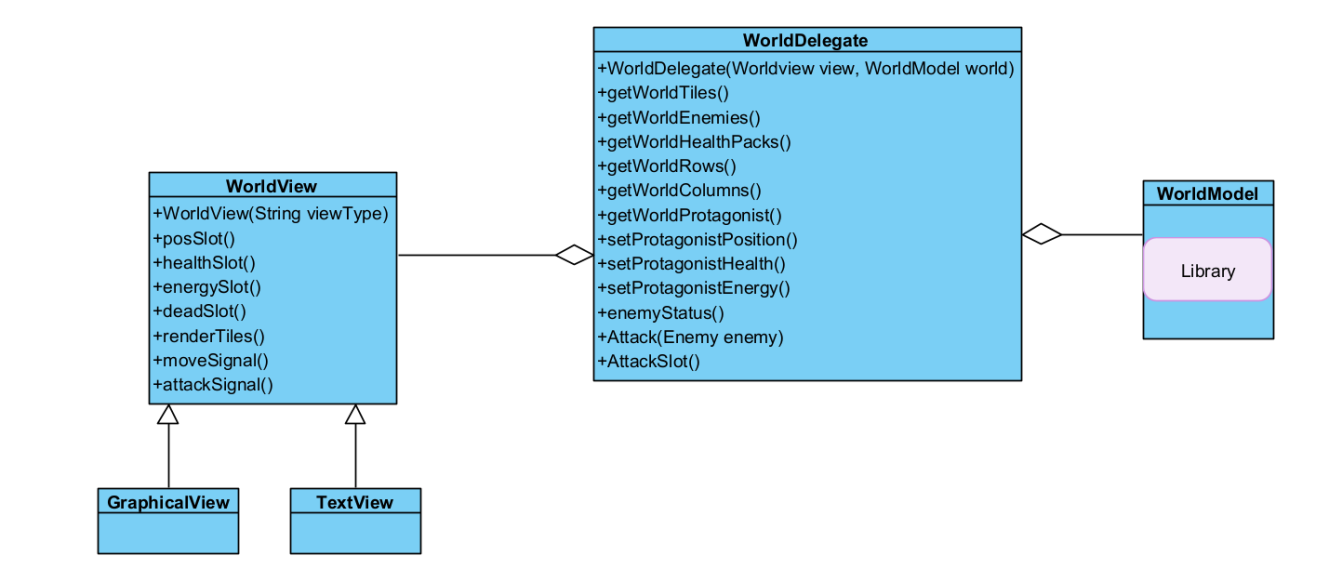 WorldDelegate
+WorldDelegate(Worldview view, WorldModel world)
+getWorldTiles()
+getWorldEnemies()
+getWorldHealthPacks()
+getWorldRows()
+getWorldColumns()
+getWorldProtagonist()
+setProtagonistPosition()
+setProtagonistHealth()
+setProtagonistEnergy()
+enemyStatus()
+Attack(Enemy enemy)
+AttackSlot()
WorldView
+WorldView(String viewType)
+posSlot()
+healthSlot()
+energySlot()
+deadSlot()
+renderTiles()
+moveSignal()
+attackSignal()
WorldModel
Library
GraphicalView
TextView